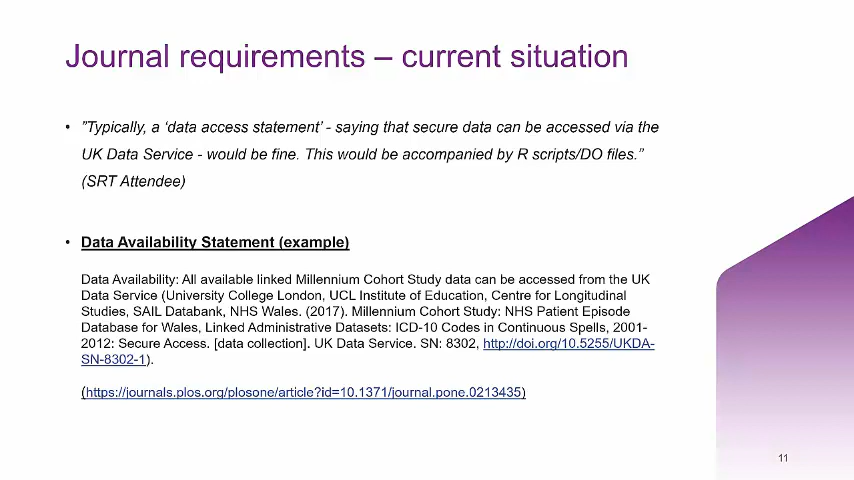 Journal requirements – current situation
• "Typically, a ‘data access statement’ - saying that secure data can be accessed via the
UK Data Service - would be fine. This would be accompanied by R scripts/DO files."
(SRT Attendee)
• Data Availability Statement (example)
Data Availability: All available linked Millennium Cohort Study data can be accessed from the UK
Data Service (University College London, UCL Institute of Education, Centre for Longitudinal
Studies, SAIL Databank, NHS Wales. (2017). Millennium Cohort Study: NHS Patient Episode
Database for Wales, Linked Administrative Datasets: ICD-10 Codes in Continuous Spells, 2001-
2012: Secure Access. [data collection]. UK Data Service. SN: 8302, http://doi.org/10.5255/UKDA-
SN-8302-1).
(https://journals.plos.org/plosone/article?id=10.1371/journal.pone.0213435)
11